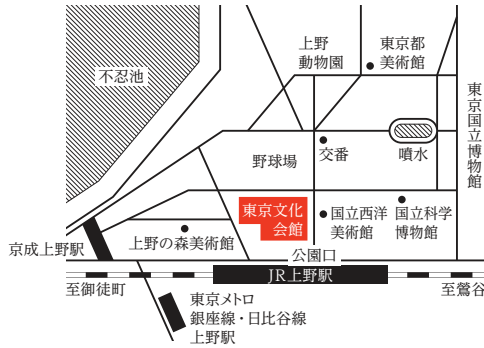 上野
動物園
東京都
美術館
不忍池
東京国立博物館
野球場
交番
噴水
東京文化
会館
国立西洋
美術館
国立科学
博物館
京成上野駅
上野の森美術館
公園口
JR上野駅
至御徒町
至鶯谷
東京メトロ
銀座線・日比谷線
上野駅